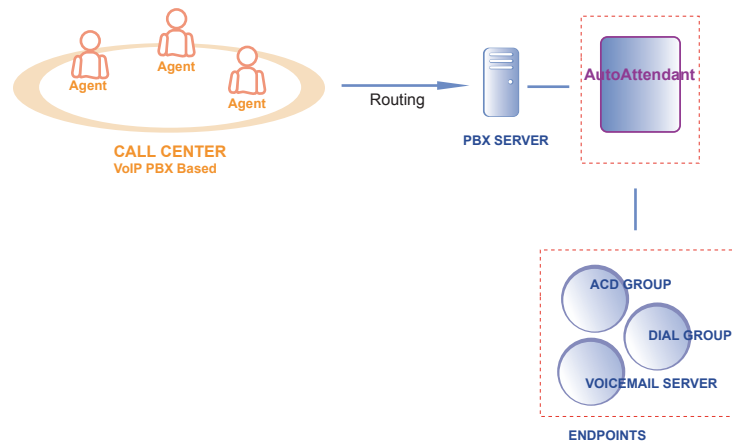 Agent
Agent
Agent
CALL CENTER
VoIP PBX Based
Routing
PBX SERVER
AutoAttendant
ACD GROUP
DIAL GROUP
VOICEMAIL SERVER
ENDPOINTS